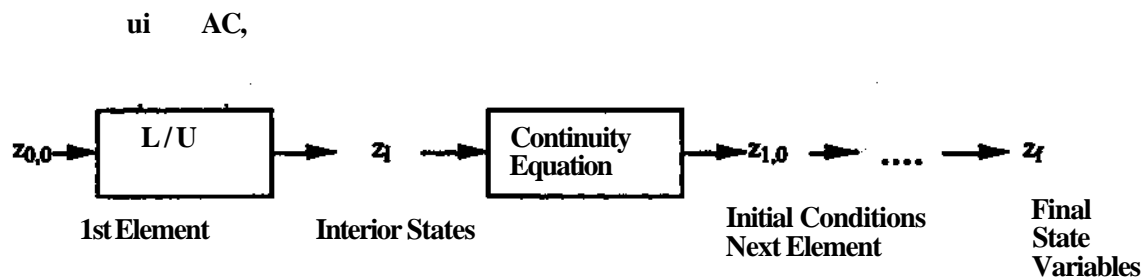 ui AC,
z0,0
L/U
zi
Continuity
Equation
z1,0
....
zf
1st Element
Interior States
Initial Conditions
Next Element
Final
State
Variables